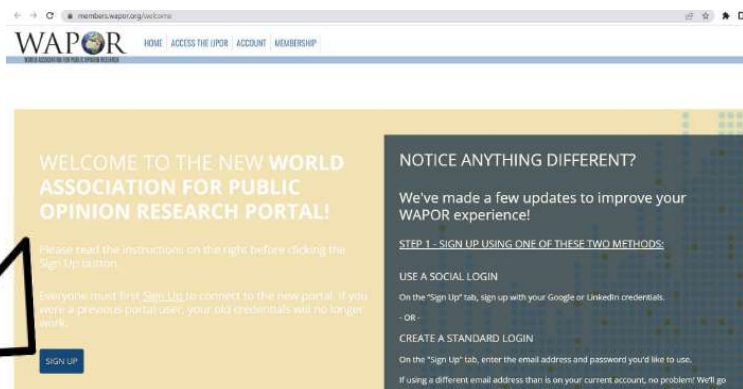 members.wapor.org/welcome
WAPOR
WORLD ASSOCIATION FOR PUBLIC OPINION RESEARCH
HOME
ACCESS THE IJPOR
ACCOUNT
MEMBERSHIP
WELCOME TO THE NEW WORLD
ASSOCIATION FOR PUBLIC
OPINION RESEARCH PORTAL!
Please read the instructions on the right before clicking the
Sign Up button.
Everyone must first Sign Up to connect to the new portal. If you
were a previous portal user, your old credentials will no longer
work.
SIGN UP
NOTICE ANYTHING DIFFERENT?
We've made a few updates to improve your
WAPOR experience!
STEP 1 - SIGN UP USING ONE OF THESE TWO METHODS:
USE A SOCIAL LOGIN
On the "Sign Up" tab, sign up with your Google or LinkedIn credentials.
- OR -
CREATE A STANDARD LOGIN
On the "Sign Up" tab, enter the email address and password you'd like to use.
If using a different email address than is on your current account, no problem! We'll go